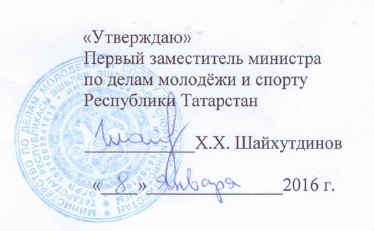 «Утверждаю»
Первый заместитель министра
по делам молодёжи и спорту
Республики Татарстан
Х.Х. Шайхутдинов
«8» января 2016 г.